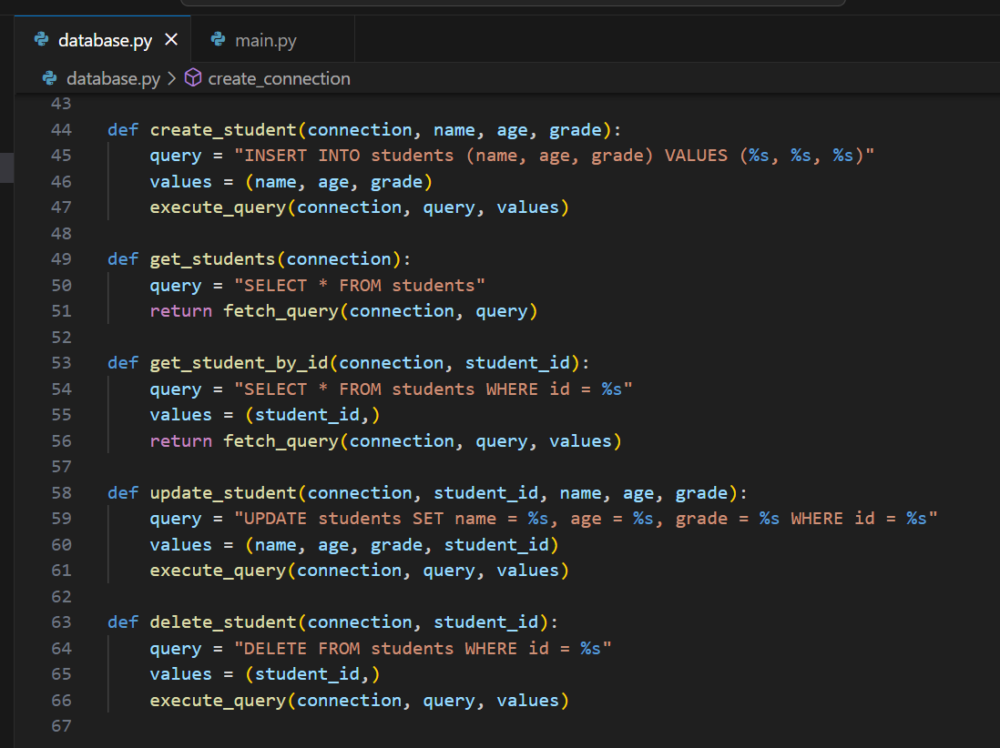 database.py
main.py
database.py > create_connection
43
44 def create_student(connection, name, age, grade):
45     query = "INSERT INTO students (name, age, grade) VALUES (%s, %s, %s)"
46     values = (name, age, grade)
47     execute_query(connection, query, values)
48
49 def get_students(connection):
50     query = "SELECT * FROM students"
51     return fetch_query(connection, query)
52
53 def get_student_by_id(connection, student_id):
54     query = "SELECT * FROM students WHERE id = %s"
55     values = (student_id,)
56     return fetch_query(connection, query, values)
57
58 def update_student(connection, student_id, name, age, grade):
59     query = "UPDATE students SET name = %s, age = %s, grade = %s WHERE id = %s"
60     values = (name, age, grade, student_id)
61     execute_query(connection, query, values)
62
63 def delete_student(connection, student_id):
64     query = "DELETE FROM students WHERE id = %s"
65     values = (student_id,)
66     execute_query(connection, query, values)
67